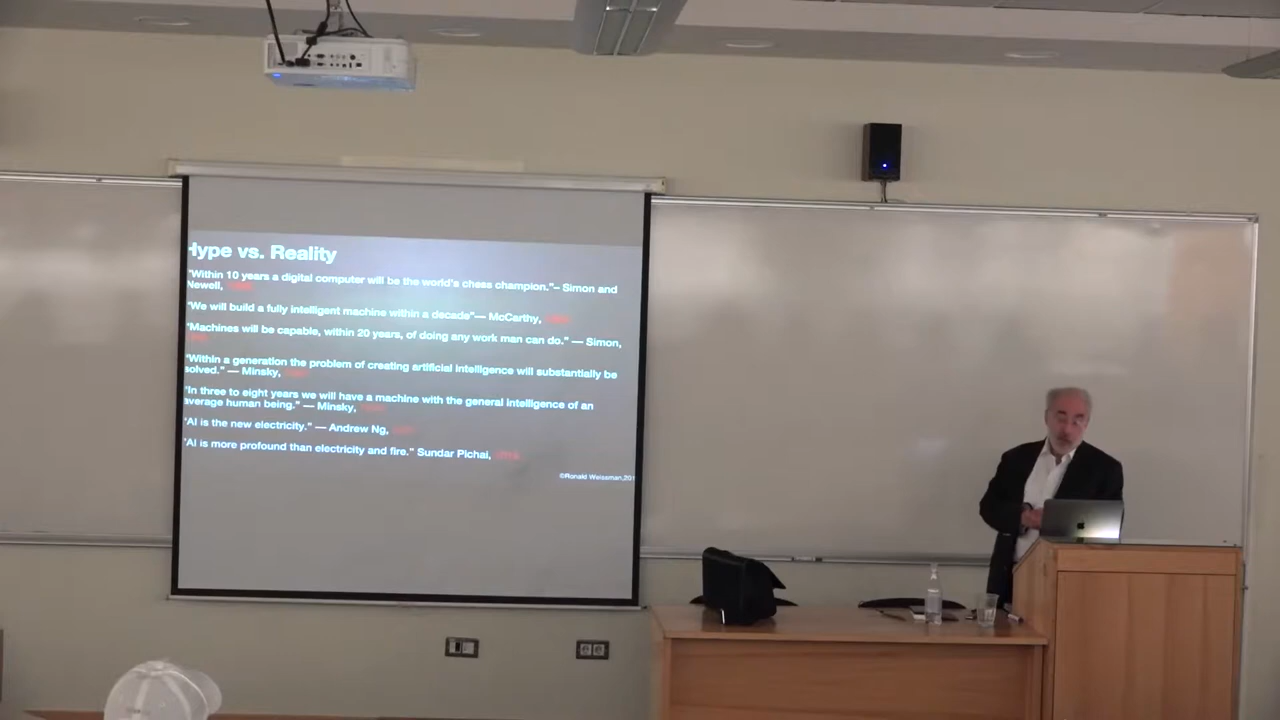 Hype vs. Reality
"Within 10 years a digital computer will be the world's chess champion."– Simon and
Newell,
"We will build a fully intelligent machine within a decade"— McCarthy,
"Machines will be capable, within 20 years, of doing any work man can do." — Simon,
"Within a generation the problem of creating artificial intelligence will substantially be
solved." — Minsky,
"In three to eight years we will have a machine with the general intelligence of an
average human being." — Minsky,
"AI is the new electricity." — Andrew Ng,
"AI is more profound than electricity and fire." Sundar Pichai,
©Ronald Weissman,201